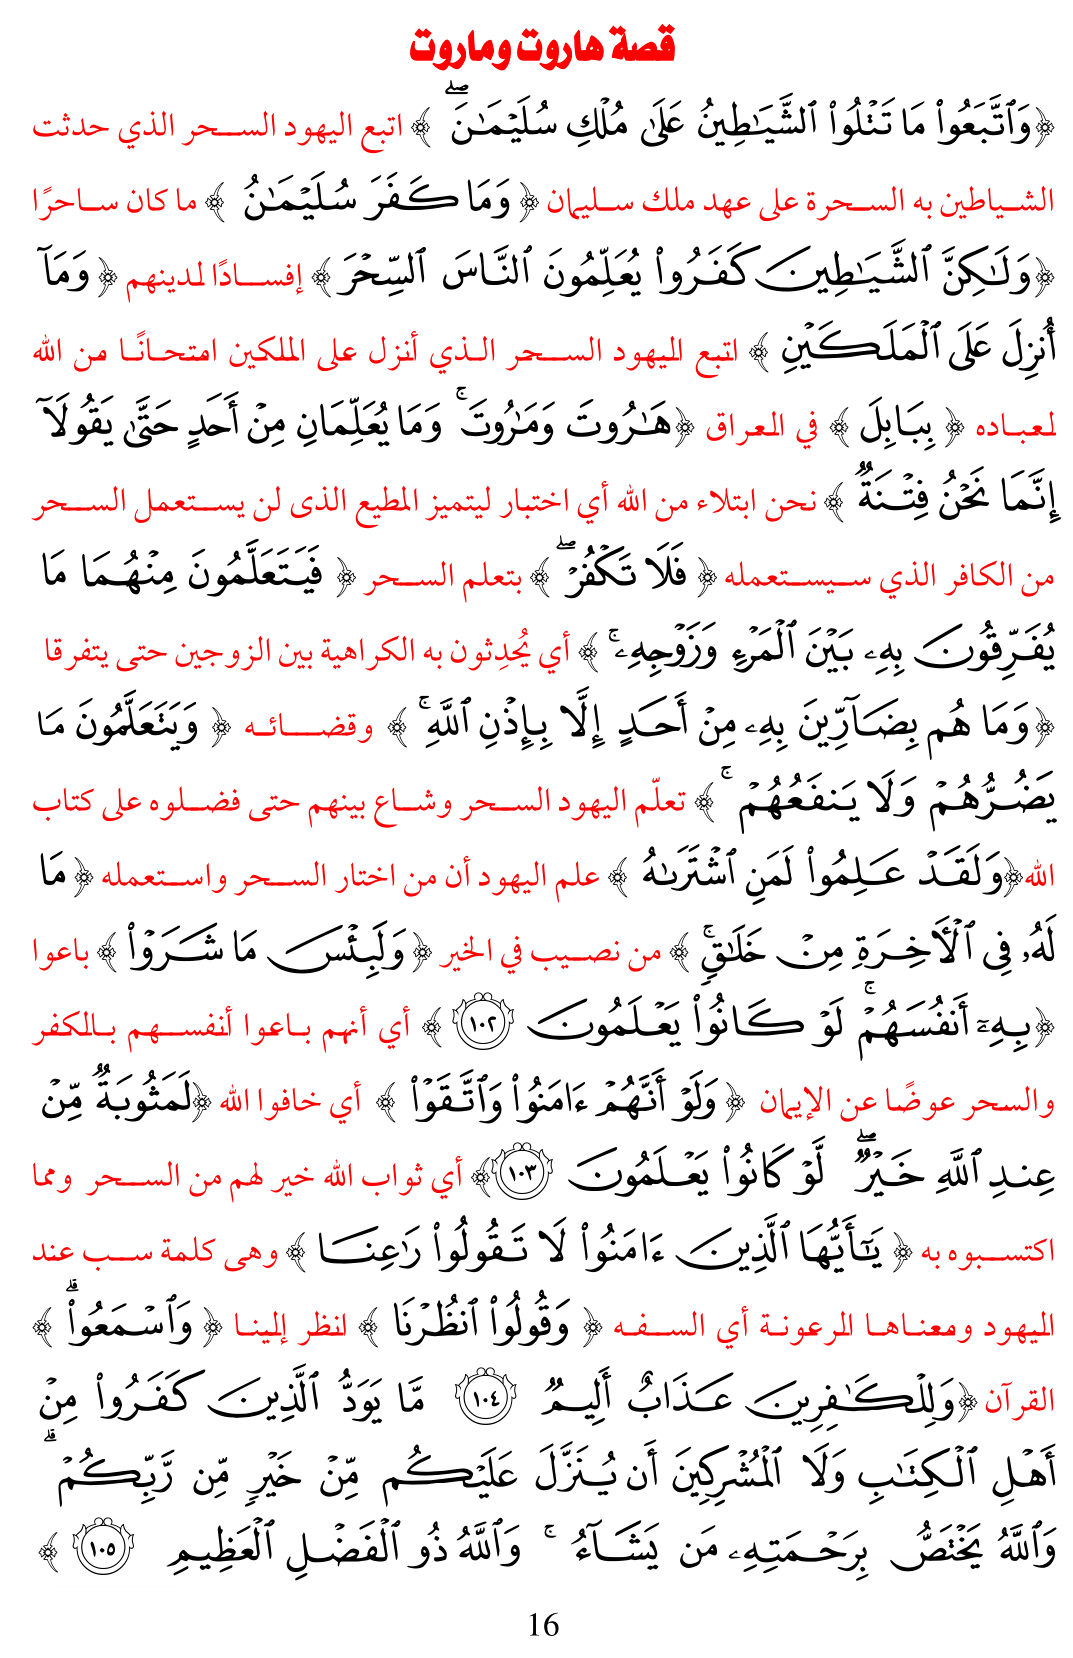 قصة هاروت وماروت
﴿وَٱتَّبَعُواْ مَا تَتۡلُواْ ٱلشَّيَٰطِينُ عَلَىٰ مُلۡكِ سُلَيۡمَٰنَۖ ﴾ اتبع اليهود السحر الذي حدثت
الشياطين به السحرة على عهد ملك سليمان ﴿ وَمَا كَفَرَ سُلَيۡمَٰنُ ﴾ ما كان ساحرًا
﴿وَلَٰكِنَّ ٱلشَّيَٰطِينَ كَفَرُواْ يُعَلِّمُونَ ٱلنَّاسَ ٱلسِّحۡرَ ﴾ إفسادًا لدينهم ﴿ وَمَآ
أُنزِلَ عَلَى ٱلۡمَلَكَيۡنِ ﴾ اتبع اليهود السحر الذي أنزل على الملكين امتحانًا من الله
لعباده ﴿ بِبَابِلَ ﴾ في العراق ﴿هَٰرُوتَ وَمَٰرُوتَۚ وَمَا يُعَلِّمَانِ مِنۡ أَحَدٍ حَتَّىٰ يَقُولَآ
إِنَّمَا نَحۡنُ فِتۡنَةٞ ﴾ نحن ابتلاء من الله أي اختبار ليتميز المطيع الذى لن يستعمل السحر
من الكافر الذي سيستعمله ﴿ فَلَا تَكۡفُرۡۖ ﴾ بتعلم السحر ﴿ فَيَتَعَلَّمُونَ مِنۡهُمَا مَا
يُفَرِّقُونَ بِهِۦ بَيۡنَ ٱلۡمَرۡءِ وَزَوۡجِهِۦۚ ﴾ أي يُحدِثون به الكراهية بين الزوجين حتى يتفرقا
﴿وَمَا هُم بِضَآرِّينَ بِهِۦ مِنۡ أَحَدٍ إِلَّا بِإِذۡنِ ٱللَّهِۚ ﴾ وقضائه ﴿ وَيَتَعَلَّمُونَ مَا
يَضُرُّهُمۡ وَلَا يَنفَعُهُمۡۚ ﴾ تعلّم اليهود السحر وشاع بينهم حتى فضلوه على كتاب
الله﴿وَلَقَدۡ عَلِمُواْ لَمَنِ ٱشۡتَرَىٰهُ ﴾ علم اليهود أن من اختار السحر واستعمله ﴿ مَا
لَهُۥ فِي ٱلۡأٓخِرَةِ مِنۡ خَلَٰقٖۚ ﴾ من نصيب في الخير ﴿ وَلَبِئۡسَ مَا شَرَوۡاْ ﴾ باعوا
﴿بِهِۦٓ أَنفُسَهُمۡۚ لَوۡ كَانُواْ يَعۡلَمُونَ ١٠٢ ﴾ أي أنهم باعوا أنفسهم بالكفر
والسحر عوضًا عن الإيمان ﴿ وَلَوۡ أَنَّهُمۡ ءَامَنُواْ وَٱتَّقَوۡاْ ﴾ أي خافوا الله ﴿لَمَثُوبَةٞ مِّنۡ
عِندِ ٱللَّهِ خَيۡرٞۖ لَّوۡ كَانُواْ يَعۡلَمُونَ ١٠٣﴾ أي ثواب الله خير لهم من السحر ومما
اكتسبوه به ﴿ يَٰٓأَيُّهَا ٱلَّذِينَ ءَامَنُواْ لَا تَقُولُواْ رَٰعِنَا ﴾ وهى كلمة سب عند
اليهود ومعناها الرعونة أي السفه ﴿ وَقُولُواْ ٱنظُرۡنَا ﴾ انظر إلينا ﴿ وَٱسۡمَعُواْۗ ﴾
القرآن ﴿وَلِلۡكَٰفِرِينَ عَذَابٌ أَلِيمٞ ١٠٤ مَّا يَوَدُّ ٱلَّذِينَ كَفَرُواْ مِنۡ
أَهۡلِ ٱلۡكِتَٰبِ وَلَا ٱلۡمُشۡرِكِينَ أَن يُنَزَّلَ عَلَيۡكُم مِّنۡ خَيۡرٖ مِّن رَّبِّكُمۡۗ
وَٱللَّهُ يَخۡتَصُّ بِرَحۡمَتِهِۦ مَن يَشَآءُۚ وَٱللَّهُ ذُو ٱلۡفَضۡلِ ٱلۡعَظِيمِ ١٠٥ ﴾
16